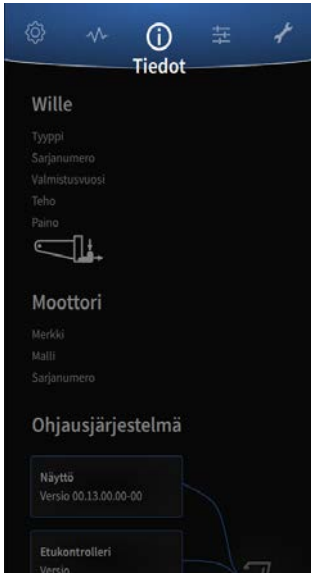 Tiedot
Wille
Tyyppi
Sarjanumero
Valmistusvuosi
Teho
Paino
Moottori
Merkki
Malli
Sarjanumero
Ohjausjärjestelmä
Näyttö
Versio 00.13.00.00-00
Etukontrolleri
Versio